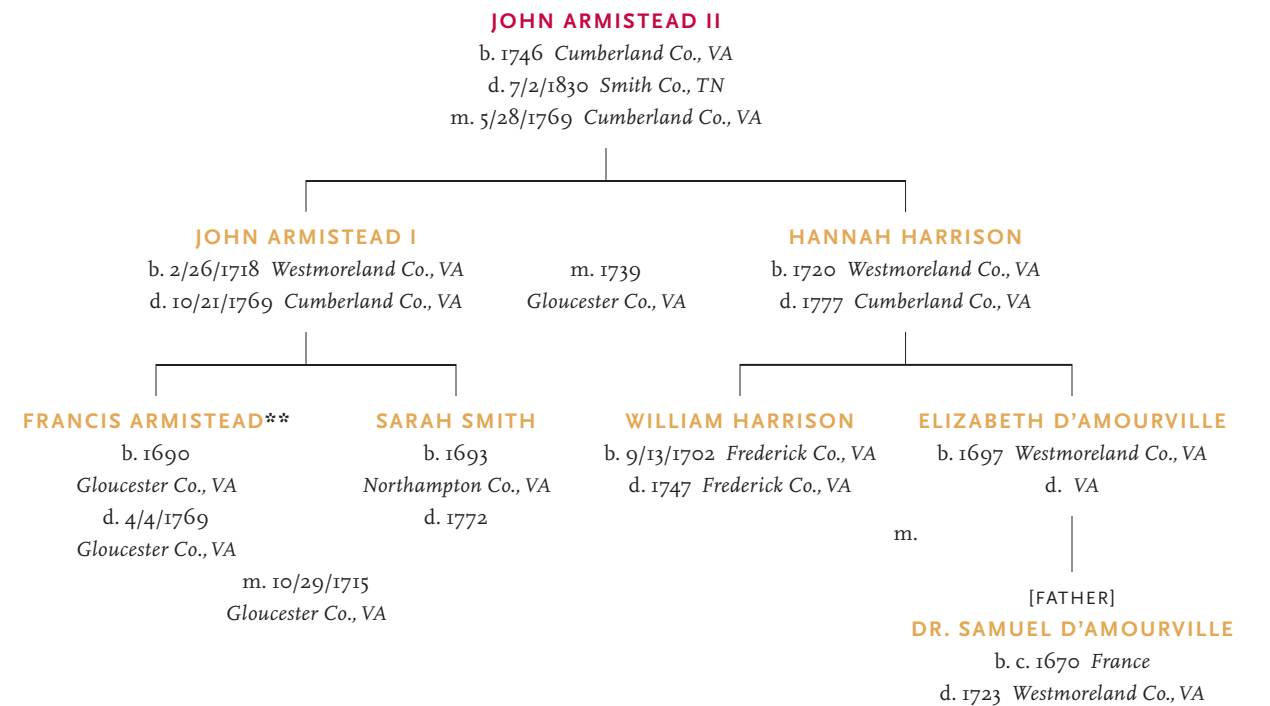 JOHN ARMISTEAD II
b. 1746 Cumberland Co., VA
d. 7/2/1830 Smith Co., TN
m. 5/28/1769 Cumberland Co., VA
JOHN ARMISTEAD I
b. 2/26/1718 Westmoreland Co., VA
d. 10/21/1769 Cumberland Co., VA
m. 1739
Gloucester Co., VA
HANNAH HARRISON
b. 1720 Westmoreland Co., VA
d. 1777 Cumberland Co., VA
FRANCIS ARMISTEAD**
b. 1690
Gloucester Co., VA
d. 4/4/1769
Gloucester Co., VA
SARAH SMITH
b. 1693
Northampton Co., VA
d. 1772
m. 10/29/1715
Gloucester Co., VA
WILLIAM HARRISON
b. 9/13/1702 Frederick Co., VA
d. 1747 Frederick Co., VA
ELIZABETH D’AMOURVILLE
b. 1697 Westmoreland Co., VA
d. VA
m.
[FATHER]
DR. SAMUEL D’AMOURVILLE
b. c. 1670 France
d. 1723 Westmoreland Co., VA